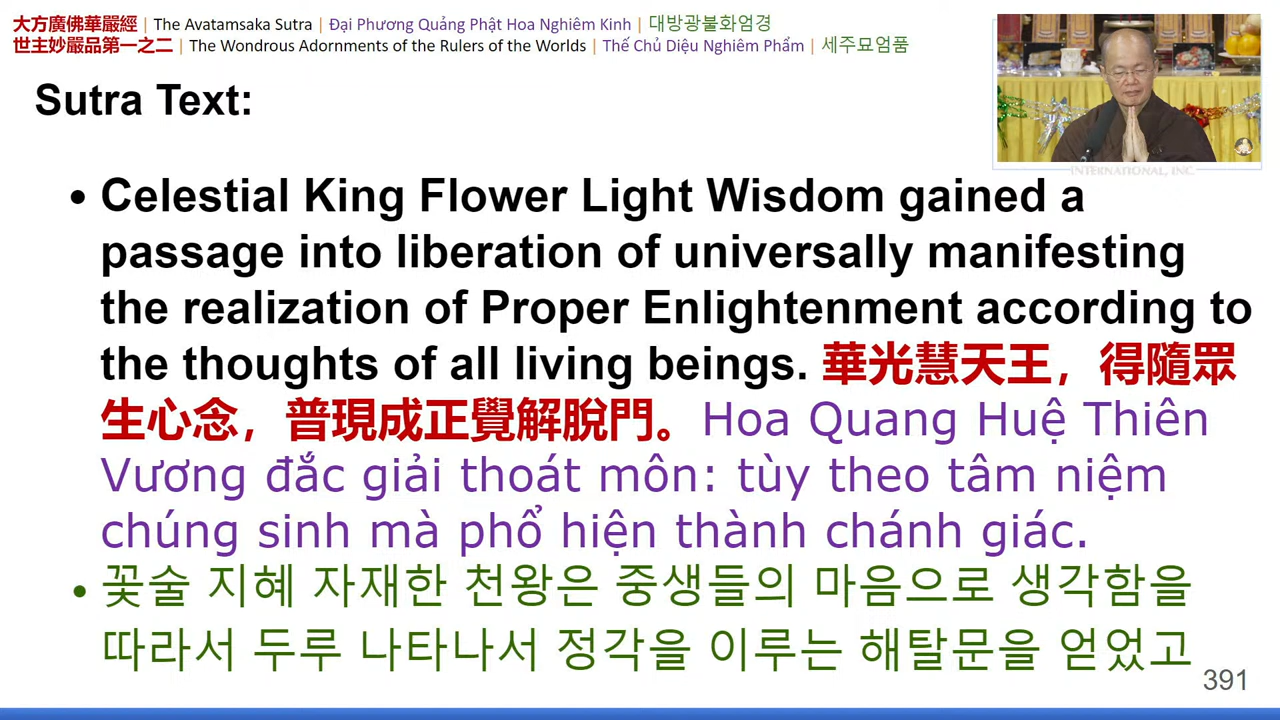 大方廣佛華嚴經 | The Avatamsaka Sutra | Đại Phương Quảng Phật Hoa Nghiêm Kinh | 대방광불화엄경
世主妙嚴品第一之二 | The Wondrous Adornments of the Rulers of the Worlds | Thế Chủ Diệu Nghiêm Phẩm | 세주묘엄품
INTERNATIONAL, INC.
Sutra Text:
• Celestial King Flower Light Wisdom gained a
passage into liberation of universally manifesting
the realization of Proper Enlightenment according to
the thoughts of all living beings. 華光慧天王，得隨眾
生心念，普現成正覺解脫門。Hoa Quang Huệ Thiên
Vương đắc giải thoát môn: tùy theo tâm niệm
chúng sinh mà phổ hiện thành chánh giác.
• 꽃술 지혜 자재한 천왕은 중생들의 마음으로 생각함을
따라서 두루 나타나서 정각을 이루는 해탈문을 얻었고
391